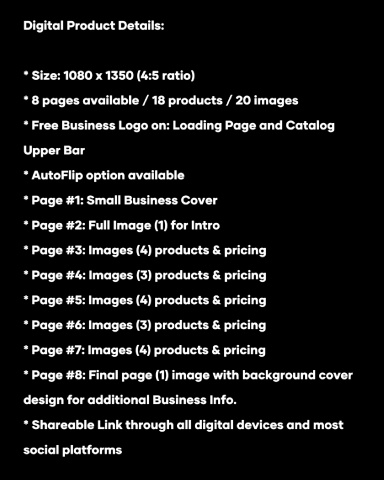 Digital Product Details:
* Size: 1080 x 1350 (4:5 ratio)
* 8 pages available / 18 products / 20 images
* Free Business Logo on: Loading Page and Catalog
Upper Bar
* AutoFlip option available
* Page #1: Small Business Cover
* Page #2: Full Image (1) for Intro
* Page #3: Images (4) products & pricing
* Page #4: Images (3) products & pricing
* Page #5: Images (4) products & pricing
* Page #6: Images (3) products & pricing
* Page #7: Images (4) products & pricing
* Page #8: Final page (1) image with background cover
design for additional Business Info.
* Shareable Link through all digital devices and most
social platforms